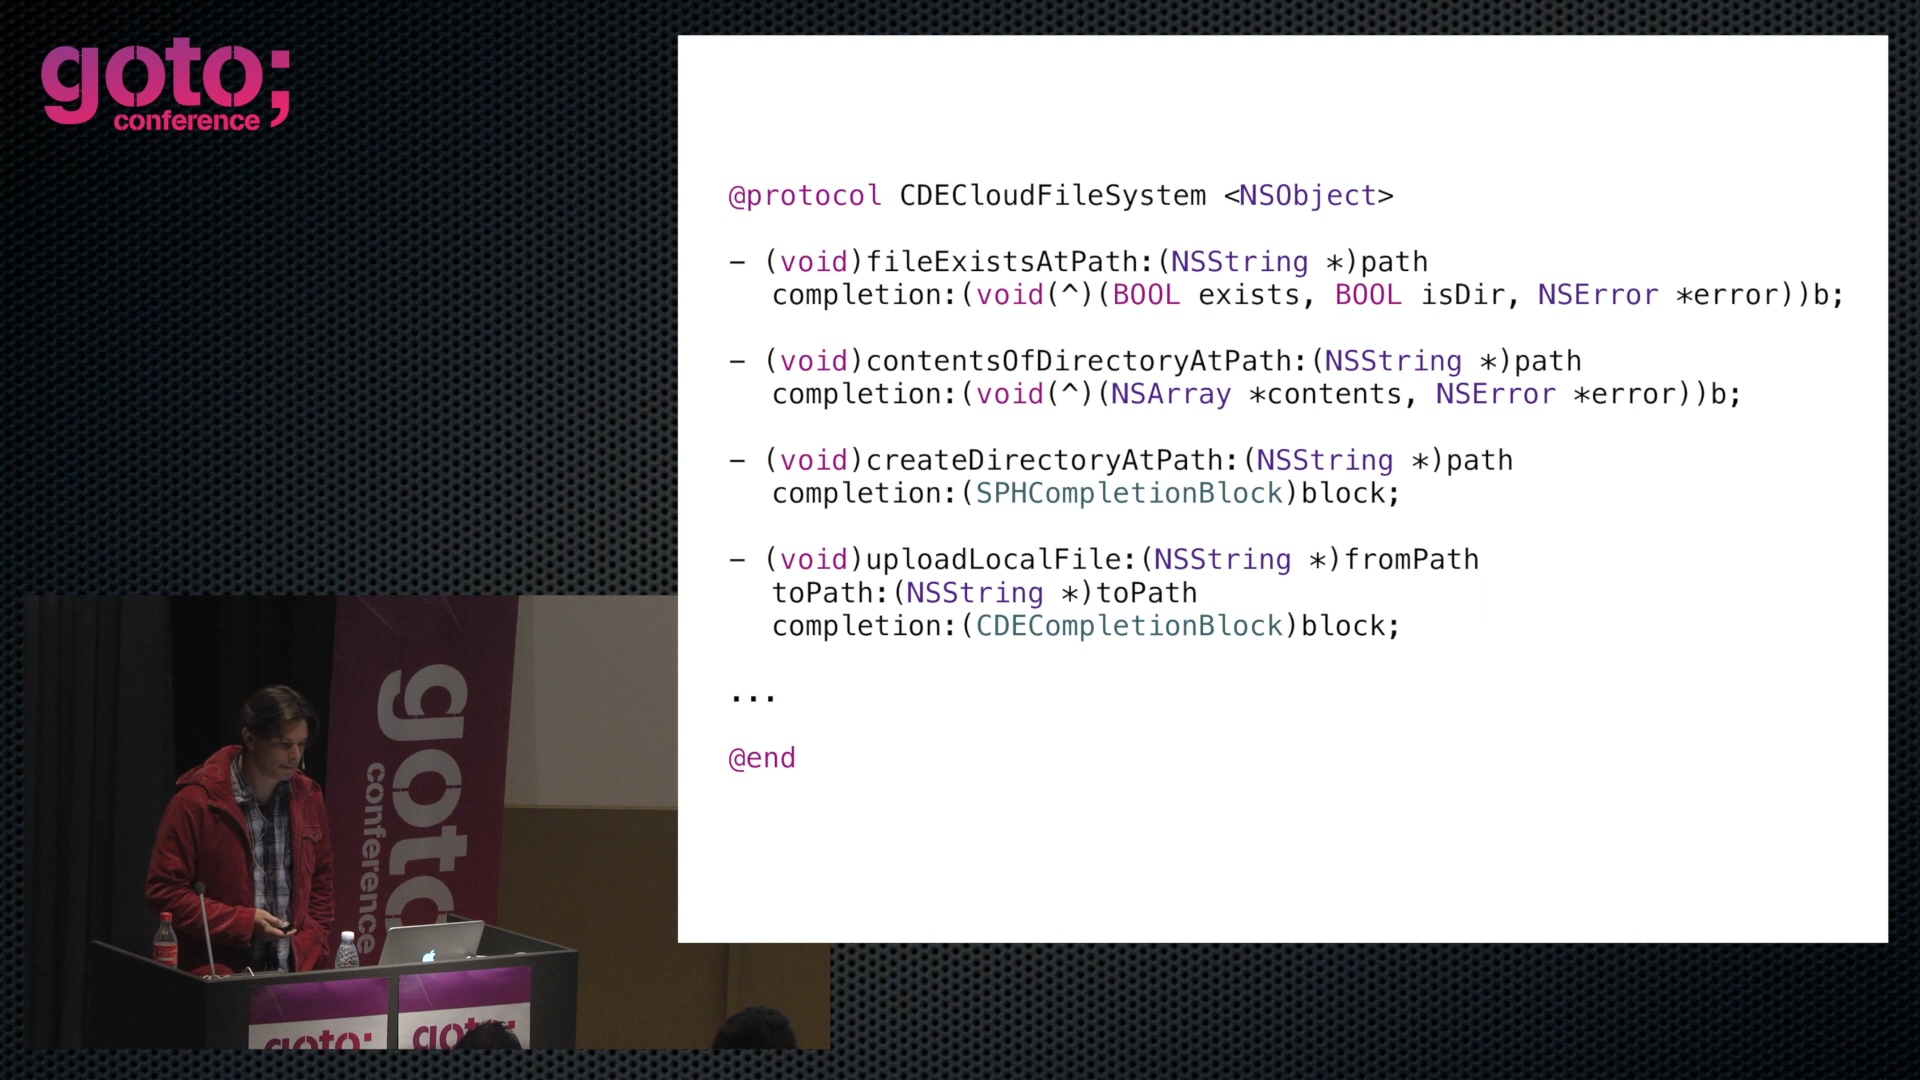 goto;
conference
@protocol CDECloudFileSystem <NSObject>
- (void)fileExistsAtPath:(NSString *)path
completion:(void(^)(BOOL exists, BOOL isDir, NSError *error))b;
- (void)contentsOfDirectoryAtPath:(NSString *)path
completion:(void(^)(NSArray *contents, NSError *error))b;
- (void)createDirectoryAtPath:(NSString *)path
completion:(SPHCompletionBlock)block;
- (void)uploadLocalFile:(NSString *)fromPath
toPath:(NSString *)toPath
completion:(CDECompletionBlock)block;
...
@end
goto
conference
goto;
goto;